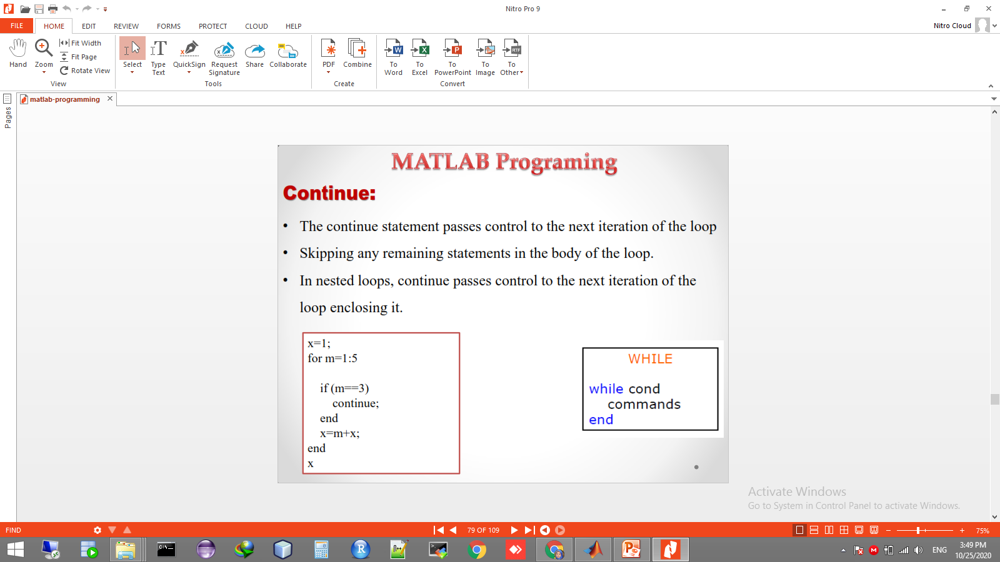 Nitro Pro 9
FILE
HOME
EDIT
REVIEW
FORMS
PROTECT
CLOUD
HELP
Nitro Cloud
Hand
Zoom
Fit Width
Fit Page
Rotate View
View
Select
Type
Text
QuickSign
Request
Signature
Share
Collaborate
Tools
PDF
Combine
Create
To
Word
To
Excel
To
PowerPoint
To
Image
To
Other
Convert
matlab-programming
Pages
MATLAB Programing
Continue:
• The continue statement passes control to the next iteration of the loop
• Skipping any remaining statements in the body of the loop.
• In nested loops, continue passes control to the next iteration of the
loop enclosing it.
x=1;
for m=1:5
if (m==3)
continue;
end
x=m+x;
end
x
WHILE
while cond
commands
end
Activate Windows
Go to System in Control Panel to activate Windows.
FIND
79 OF 109
75%
ENG
3:49 PM
10/25/2020